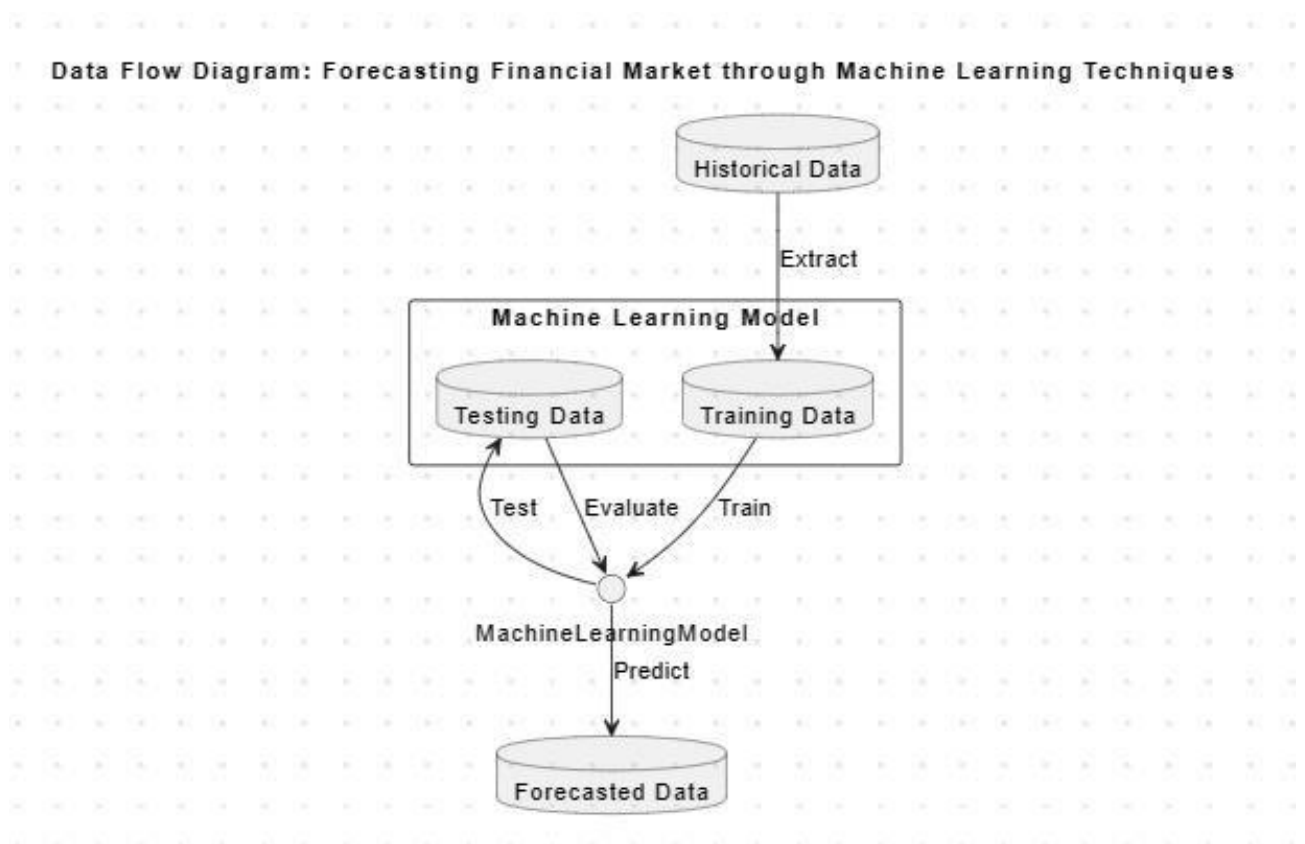 Data Flow Diagram: Forecasting Financial Market through Machine Learning Techniques
Historical Data
Extract
Machine Learning Model
Testing Data
Training Data
Test
Evaluate
Train
MachineLearningModel
Predict
Forecasted Data